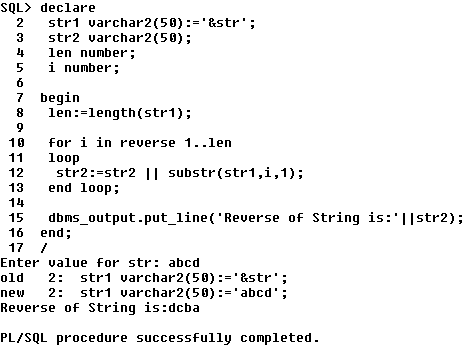 SQL> declare
  2   str1 varchar2(50):='&str';
  3   str2 varchar2(50);
  4   len number;
  5   i number;
  6
  7  begin
  8   len:=length(str1);
  9
 10   for i in reverse 1..len
 11   loop
 12    str2:=str2 || substr(str1,i,1);
 13   end loop;
 14
 15   dbms_output.put_line('Reverse of String is:'||str2);
 16  end;
 17  /
Enter value for str: abcd
old   2:  str1 varchar2(50):='&str';
new   2:  str1 varchar2(50):='abcd';
Reverse of String is:dcba
PL/SQL procedure successfully completed.